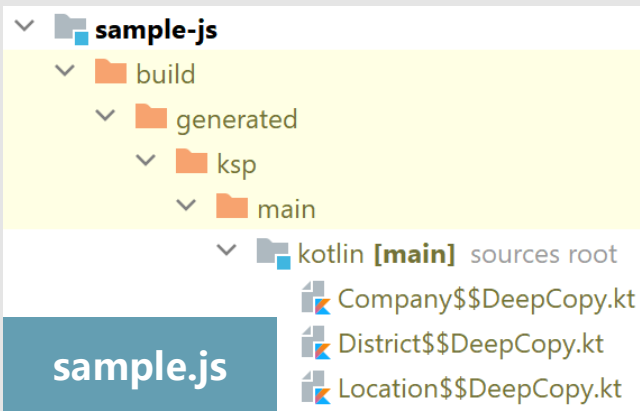 sample-js
build
generated
ksp
main
kotlin [main] sources root
Company$$DeepCopy.kt
District$$DeepCopy.kt
Location$$DeepCopy.kt
sample.js